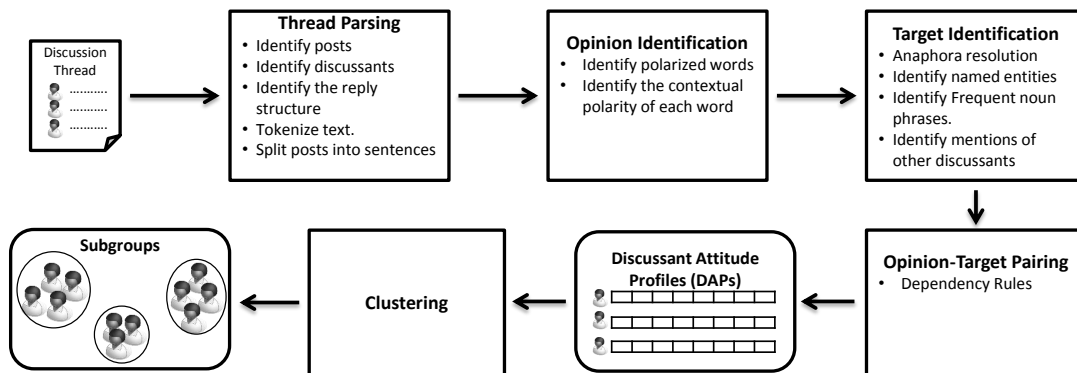 Discussion
Thread
...........
...........
...........
Thread Parsing
• Identify posts
• Identify discussants
• Identify the reply
structure
• Tokenize text.
• Split posts into sentences
Opinion Identification
• Identify polarized words
• Identify the contextual
polarity of each word
Target Identification
• Anaphora resolution
• Identify named entities
• Identify Frequent noun
phrases.
• Identify mentions of
other discussants
Opinion-Target Pairing
• Dependency Rules
Discussant Attitude
Profiles (DAPs)
Clustering
Subgroups